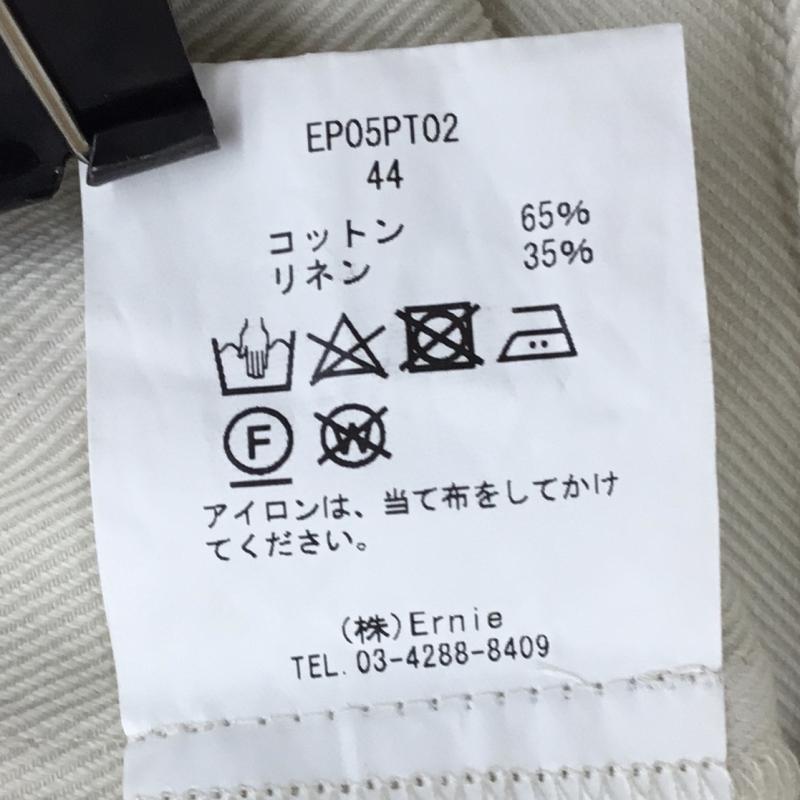 EP05PT02
44
コットン 65%
リネン 35%
F W
アイロンは、当て布をしてかけ
てください。
(株)Ernie
TEL. 03-4288-8409